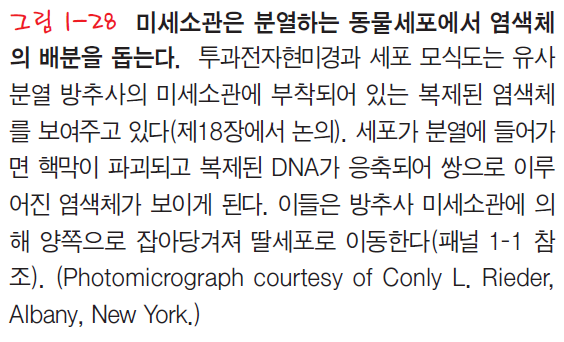 그림 1-28 미세소관은 분열하는 동물세포에서 염색체
의 배분을 돕는다. 투과전자현미경과 세포 모식도는 유사
분열 방추사의 미세소관에 부착되어 있는 복제된 염색체
를 보여주고 있다(제18장에서 논의). 세포가 분열에 들어가
면 핵막이 파괴되고 복제된 DNA가 응축되어 쌍으로 이루
어진 염색체가 보이게 된다. 이들은 방추사 미세소관에 의
해 양쪽으로 잡아당겨져 딸세포로 이동한다(패널 1-1 참
조). (Photomicrograph courtesy of Conly L. Rieder,
Albany, New York.)